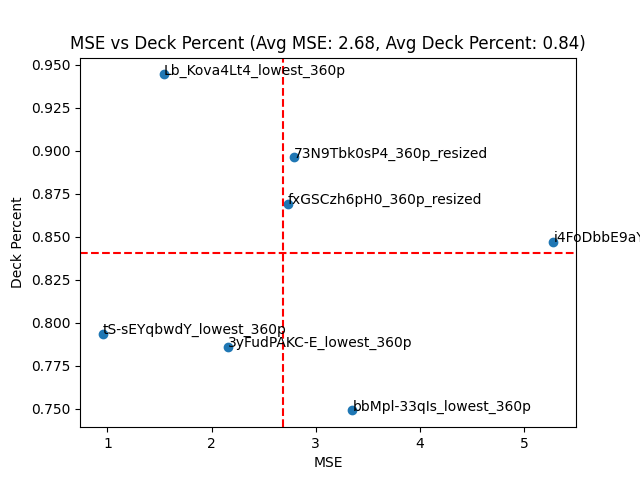 MSE vs Deck Percent (Avg MSE: 2.68, Avg Deck Percent: 0.84)
0.950
Lb_Kova4Lt4_lowest_360p
0.925
0.900
73N9Tbk0sP4_360p_resized
0.875
fxGSCzh6pH0_360p_resized
0.850
i4FoDbbE9aY
0.825
0.800
tS-sEYqbwdY_lowest_360p
3yFudPAKC-E_lowest_360p
0.775
0.750
bbMpl-33qIs_lowest_360p
Deck Percent
1 2 3 4 5
MSE